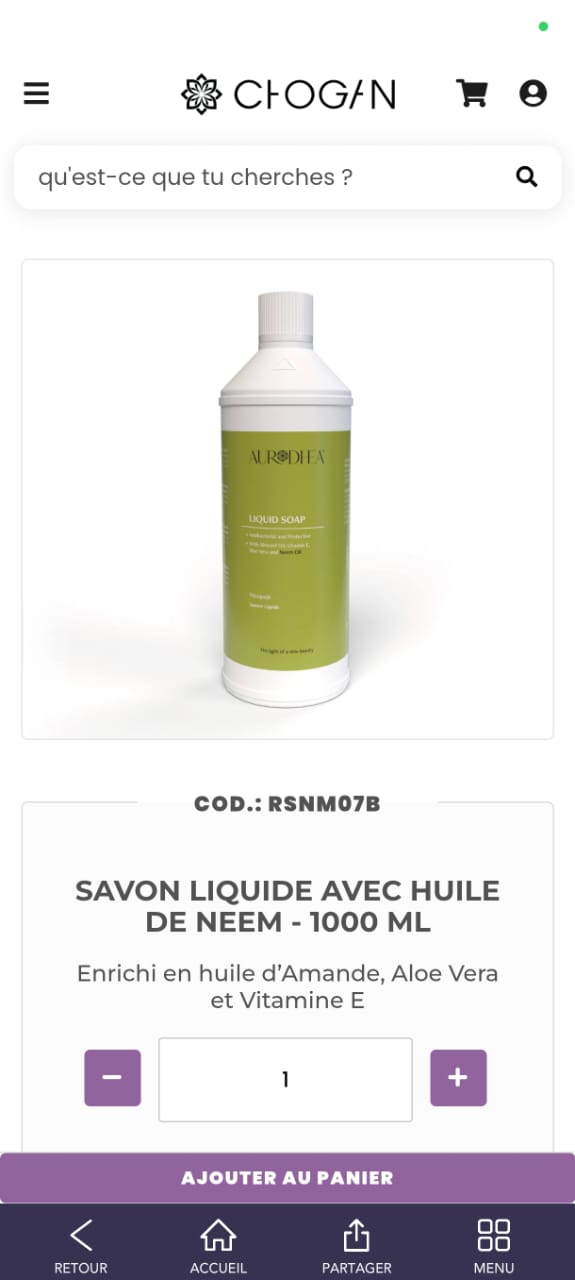 CHOGAN
qu'est-ce que tu cherches ?
AURODHEA
LIQUID SOAP
• Antibacterial and Protective
• With Almond Oil, Vitamin E,
Aloe Vera and Neem Oil
The light of a new beauty
COD.: RSNM07B
SAVON LIQUIDE AVEC HUILE
DE NEEM - 1000 ML
Enrichi en huile d’Amande, Aloe Vera
et Vitamine E
1
AJOUTER AU PANIER
RETOUR ACCUEIL PARTAGER MENU